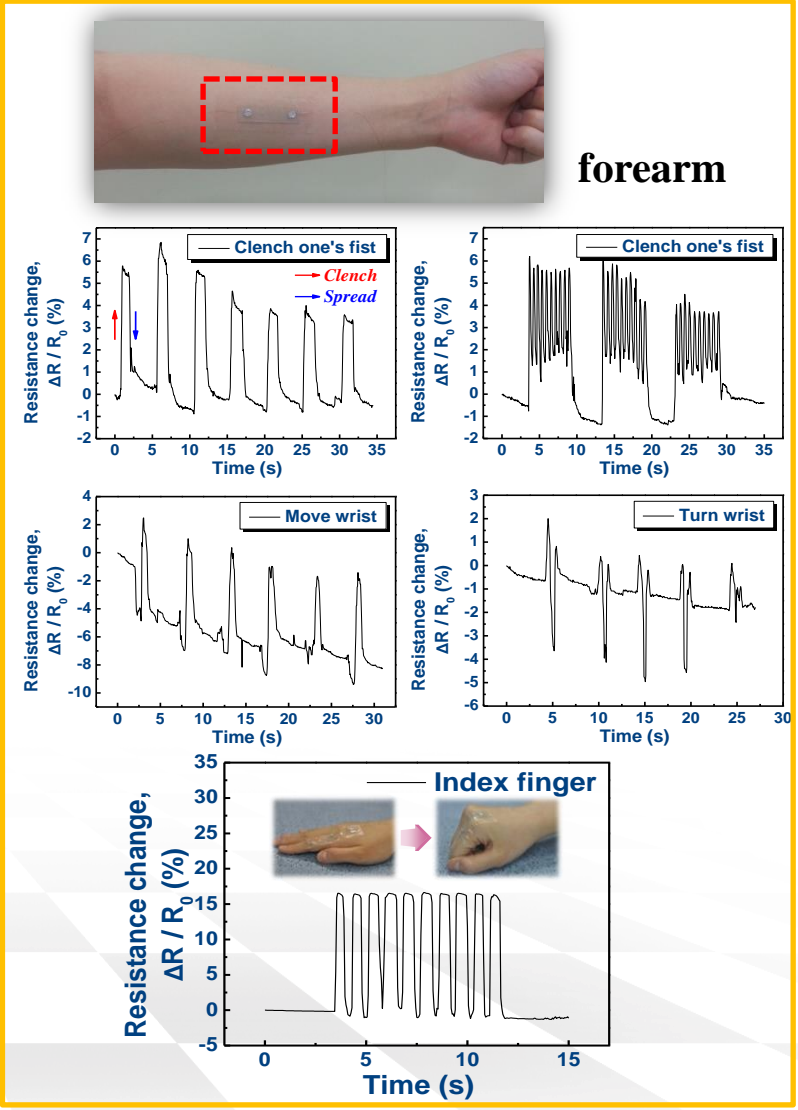 forearm
Clench one's fist
Clench
Spread
Resistance change,
ΔR / R0 (%)
7
6
5
4
3
2
1
0
-1
-2
0 5 10 15 20 25 30 35
Time (s)
Clench one's fist
Resistance change,
ΔR / R0 (%)
7
6
5
4
3
2
1
0
-1
-2
0 5 10 15 20 25 30 35
Time (s)
Move wrist
Resistance change,
ΔR / R0 (%)
4
2
0
-2
-4
-6
-8
-10
0 5 10 15 20 25 30
Time (s)
Turn wrist
Resistance change,
ΔR / R0 (%)
3
2
1
0
-1
-2
-3
-4
-5
-6
0 5 10 15 20 25 30
Time (s)
Index finger
Resistance change,
ΔR / R0 (%)
35
30
25
20
15
10
5
0
-5
0 5 10 15
Time (s)